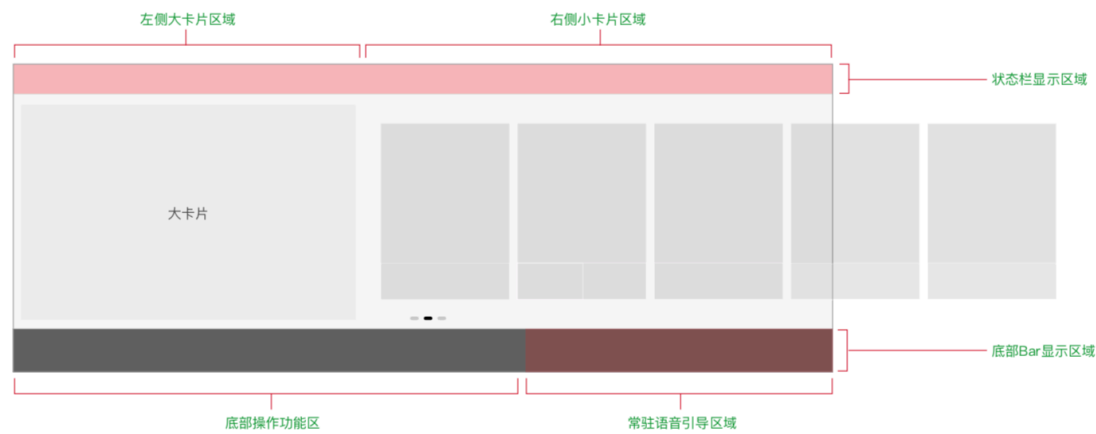 左侧大卡片区域
右侧小卡片区域
状态栏显示区域
大卡片
底部Bar显示区域
底部操作功能区
常驻语音引导区域